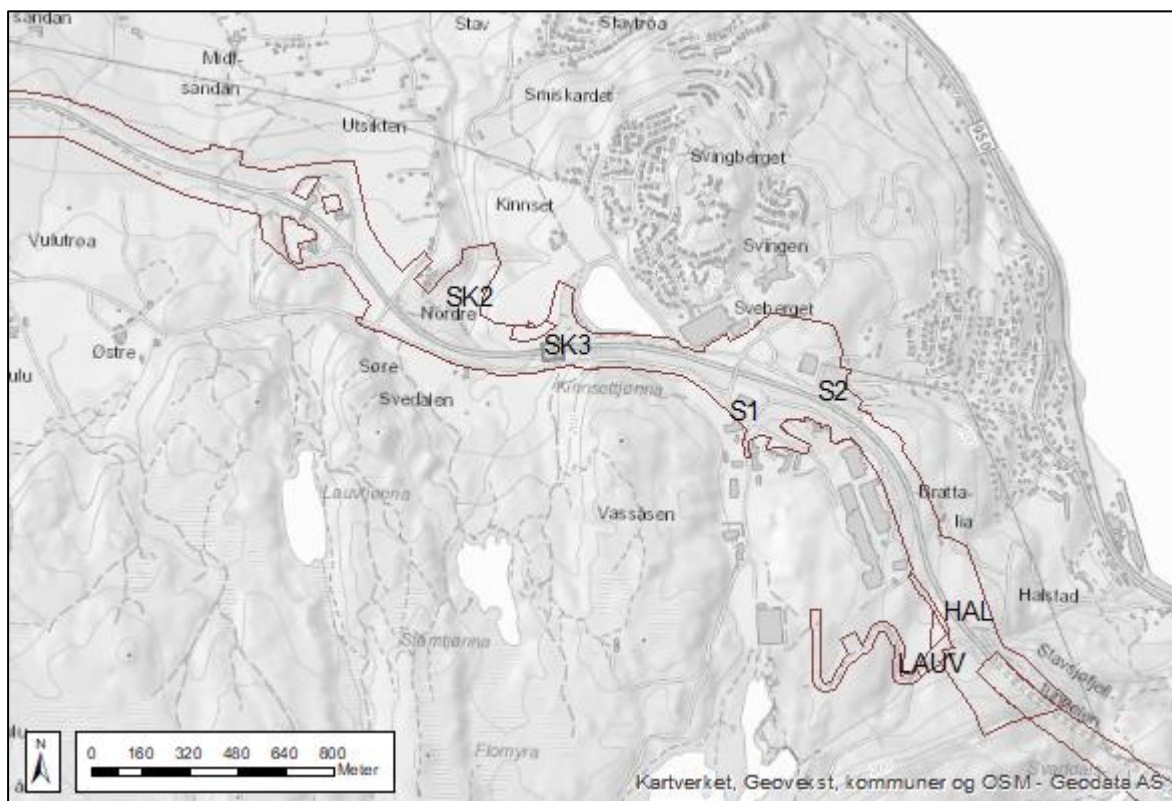 sandan
Stav
Stavtrøa
Midt-
sandan
Smiskardet
Utsikten
Svingberget
Kinnset
Vulutrøa
Svingen
SK2
Nordre
Sveberget
SK3
Østre
Søre
Kinnsettjønna
Svedalen
S2
S1
Lauvtjønna
Vassåsen
Bratta-
lia
Halstad
HAL
LAUV
Stavsjøfjell
tunnelen
Flomyra
N
0 160 320 480 640 800
Meter
Kartverket, Geovekst, kommuner og OSM - Geodata AS